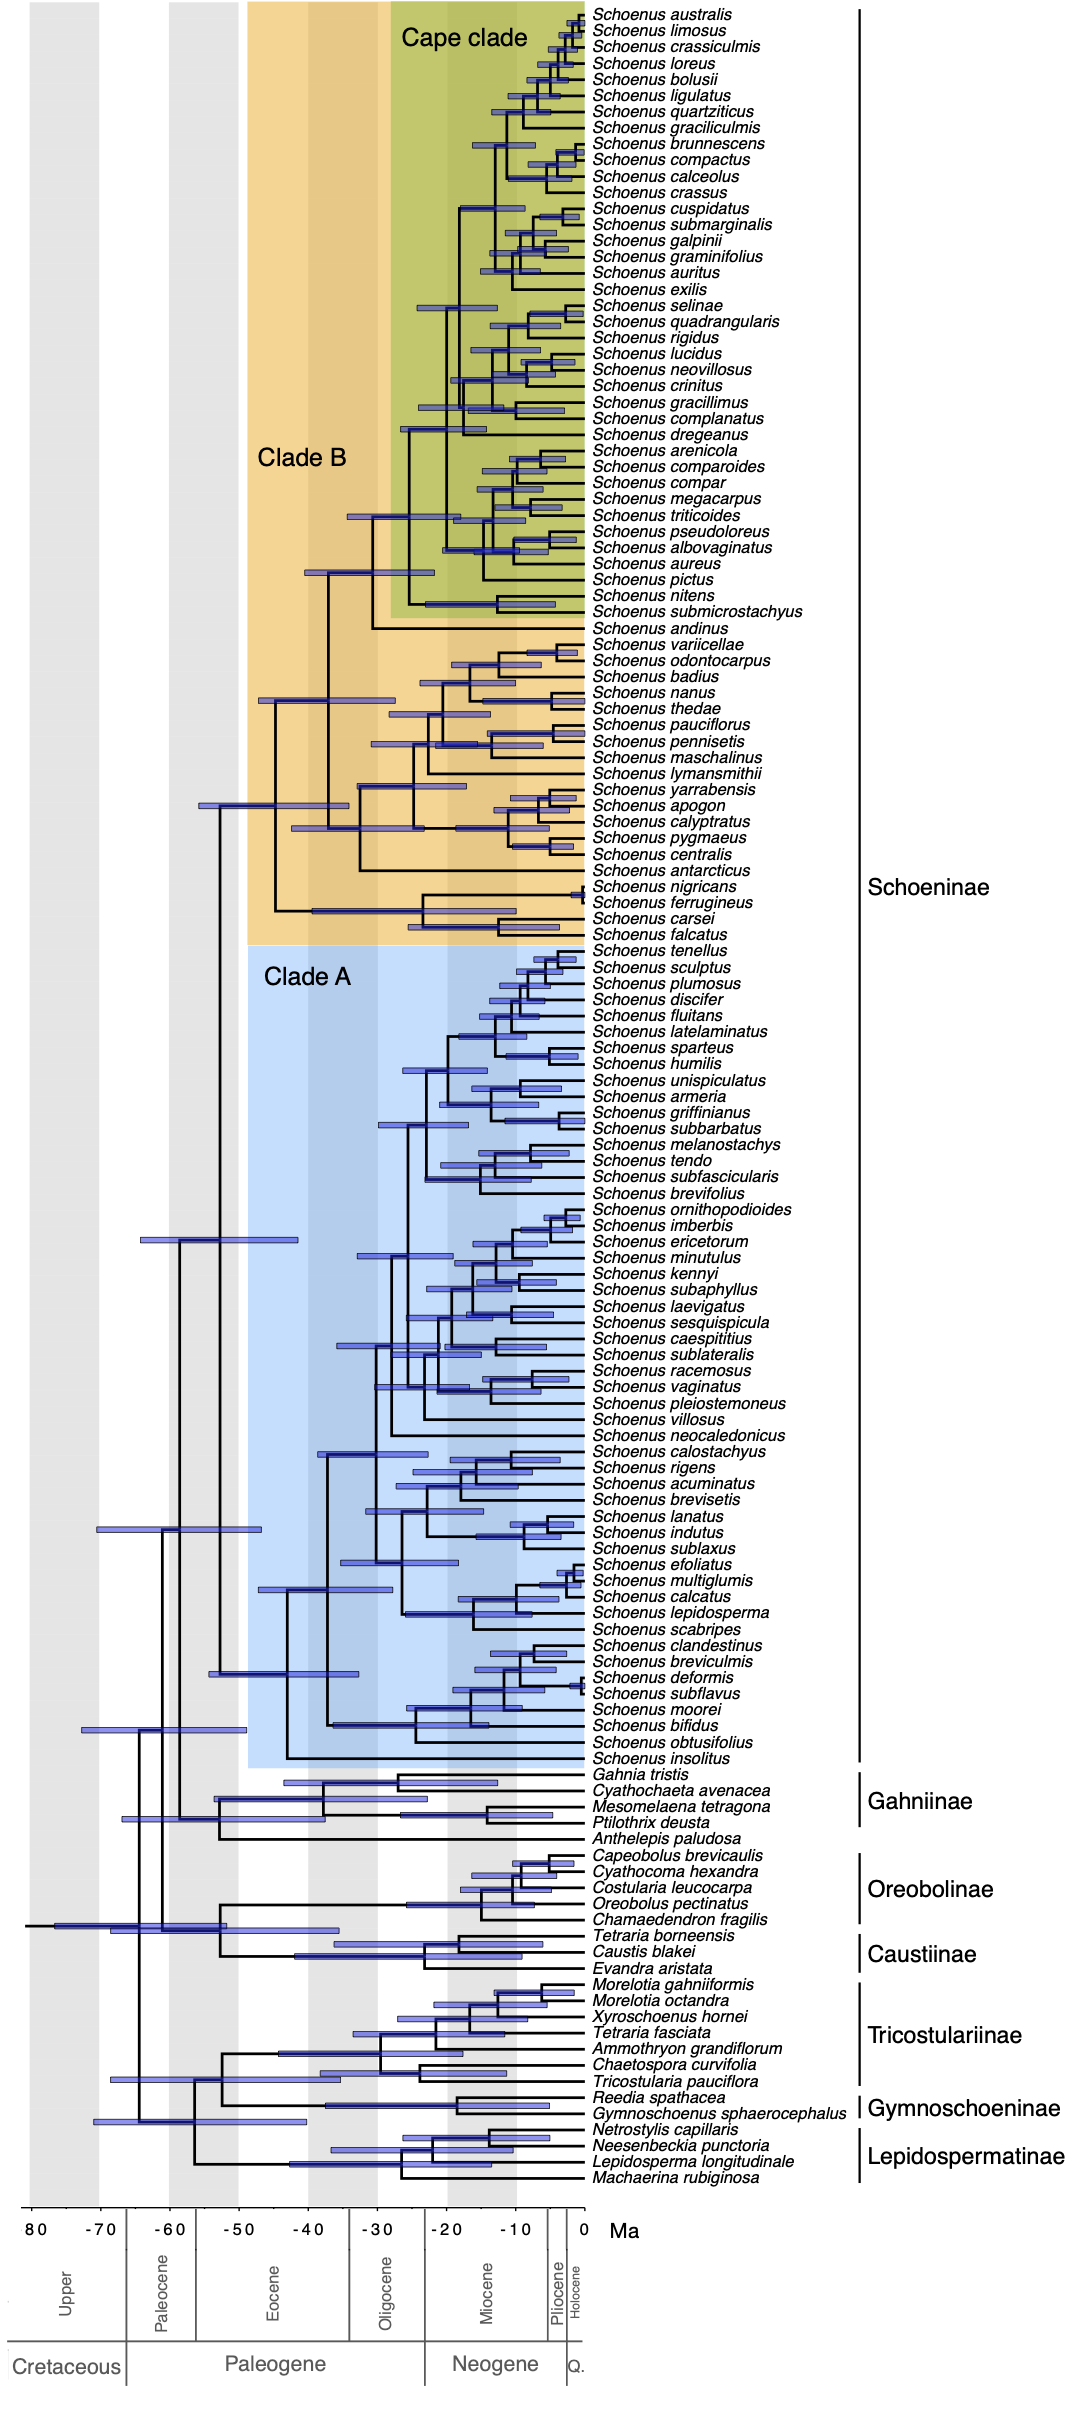 Cape clade
Clade B
Clade A
Schoenus australis
Schoenus limosus
Schoenus crassiculmis
Schoenus loreus
Schoenus bolusii
Schoenus ligulatus
Schoenus quartziticus
Schoenus graciliculmis
Schoenus brunnescens
Schoenus compactus
Schoenus calceolus
Schoenus crassus
Schoenus cuspidatus
Schoenus submarginalis
Schoenus galpinii
Schoenus graminifolius
Schoenus auritus
Schoenus exilis
Schoenus selinae
Schoenus quadrangularis
Schoenus rigidus
Schoenus lucidus
Schoenus neovillosus
Schoenus crinitus
Schoenus gracillimus
Schoenus complanatus
Schoenus dregeanus
Schoenus arenicola
Schoenus comparoides
Schoenus compar
Schoenus megacarpus
Schoenus triticoides
Schoenus pseudoloreus
Schoenus albovaginatus
Schoenus aureus
Schoenus pictus
Schoenus nitens
Schoenus submicrostachyus
Schoenus andinus
Schoenus variicellae
Schoenus odontocarpus
Schoenus badius
Schoenus nanus
Schoenus thedae
Schoenus pauciflorus
Schoenus pennisetis
Schoenus maschalinus
Schoenus lymansmithii
Schoenus yarrabensis
Schoenus apogon
Schoenus calyptratus
Schoenus pygmaeus
Schoenus centralis
Schoenus antarcticus
Schoenus nigricans
Schoenus ferrugineus
Schoenus carsei
Schoenus falcatus
Schoenus tenellus
Schoenus sculptus
Schoenus plumosus
Schoenus discifer
Schoenus fluitans
Schoenus latelaminatus
Schoenus sparteus
Schoenus humilis
Schoenus unispiculatus
Schoenus armeria
Schoenus griffinianus
Schoenus subbarbatus
Schoenus melanostachys
Schoenus tendo
Schoenus subfascicularis
Schoenus brevifolius
Schoenus ornithopodioides
Schoenus imberbis
Schoenus ericetorum
Schoenus minutulus
Schoenus kennyi
Schoenus subaphyllus
Schoenus laevigatus
Schoenus sesquispicula
Schoenus caespititius
Schoenus sublateralis
Schoenus racemosus
Schoenus vaginatus
Schoenus pleiostemoneus
Schoenus villosus
Schoenus neocaledonicus
Schoenus calostachyus
Schoenus rigens
Schoenus acuminatus
Schoenus brevisetis
Schoenus lanatus
Schoenus indutus
Schoenus sublaxus
Schoenus efoliatus
Schoenus multiglumis
Schoenus calcatus
Schoenus lepidosperma
Schoenus scabripes
Schoenus clandestinus
Schoenus breviculmis
Schoenus deformis
Schoenus subflavus
Schoenus moorei
Schoenus bifidus
Schoenus obtusifolius
Schoenus insolitus
Gahnia tristis
Cyathochaeta avenacea
Mesomelaena tetragona
Ptilothrix deusta
Anthelepis paludosa
Capeobolus brevicaulis
Cyathocoma hexandra
Costularia leucocarpa
Oreobolus pectinatus
Chamaedendron fragilis
Tetraria borneensis
Caustis blakei
Evandra aristata
Morelotia gahniiformis
Morelotia octandra
Xyroschoenus hornei
Tetraria fasciata
Ammothryon grandiflorum
Chaetospora curvifolia
Tricostularia pauciflora
Reedia spathacea
Gymnoschoenus sphaerocephalus
Netrostylis capillaris
Neesenbeckia punctoria
Lepidosperma longitudinale
Machaerina rubiginosa
Schoeninae
Gahniinae
Oreobolinae
Caustiinae
Tricostulariinae
Gymnoschoeninae
Lepidospermatinae
80 -70 -60 -50 -40 -30 -20 -10 0 Ma
Upper
Paleocene
Eocene
Oligocene
Miocene
Pliocene
Holocene
Cretaceous Paleogene Neogene Q.